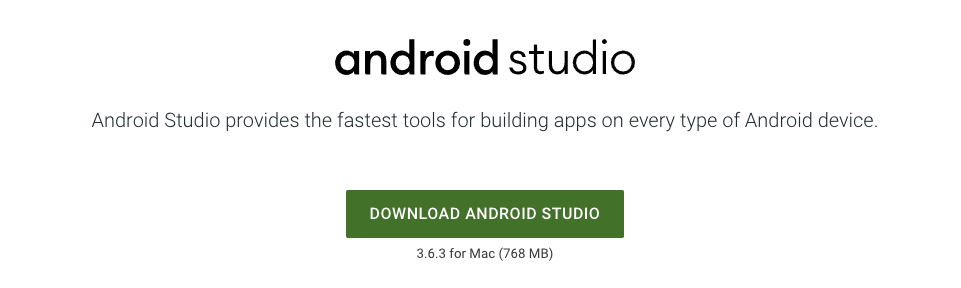 android studio
Android Studio provides the fastest tools for building apps on every type of Android device.
DOWNLOAD ANDROID STUDIO
3.6.3 for Mac (768 MB)